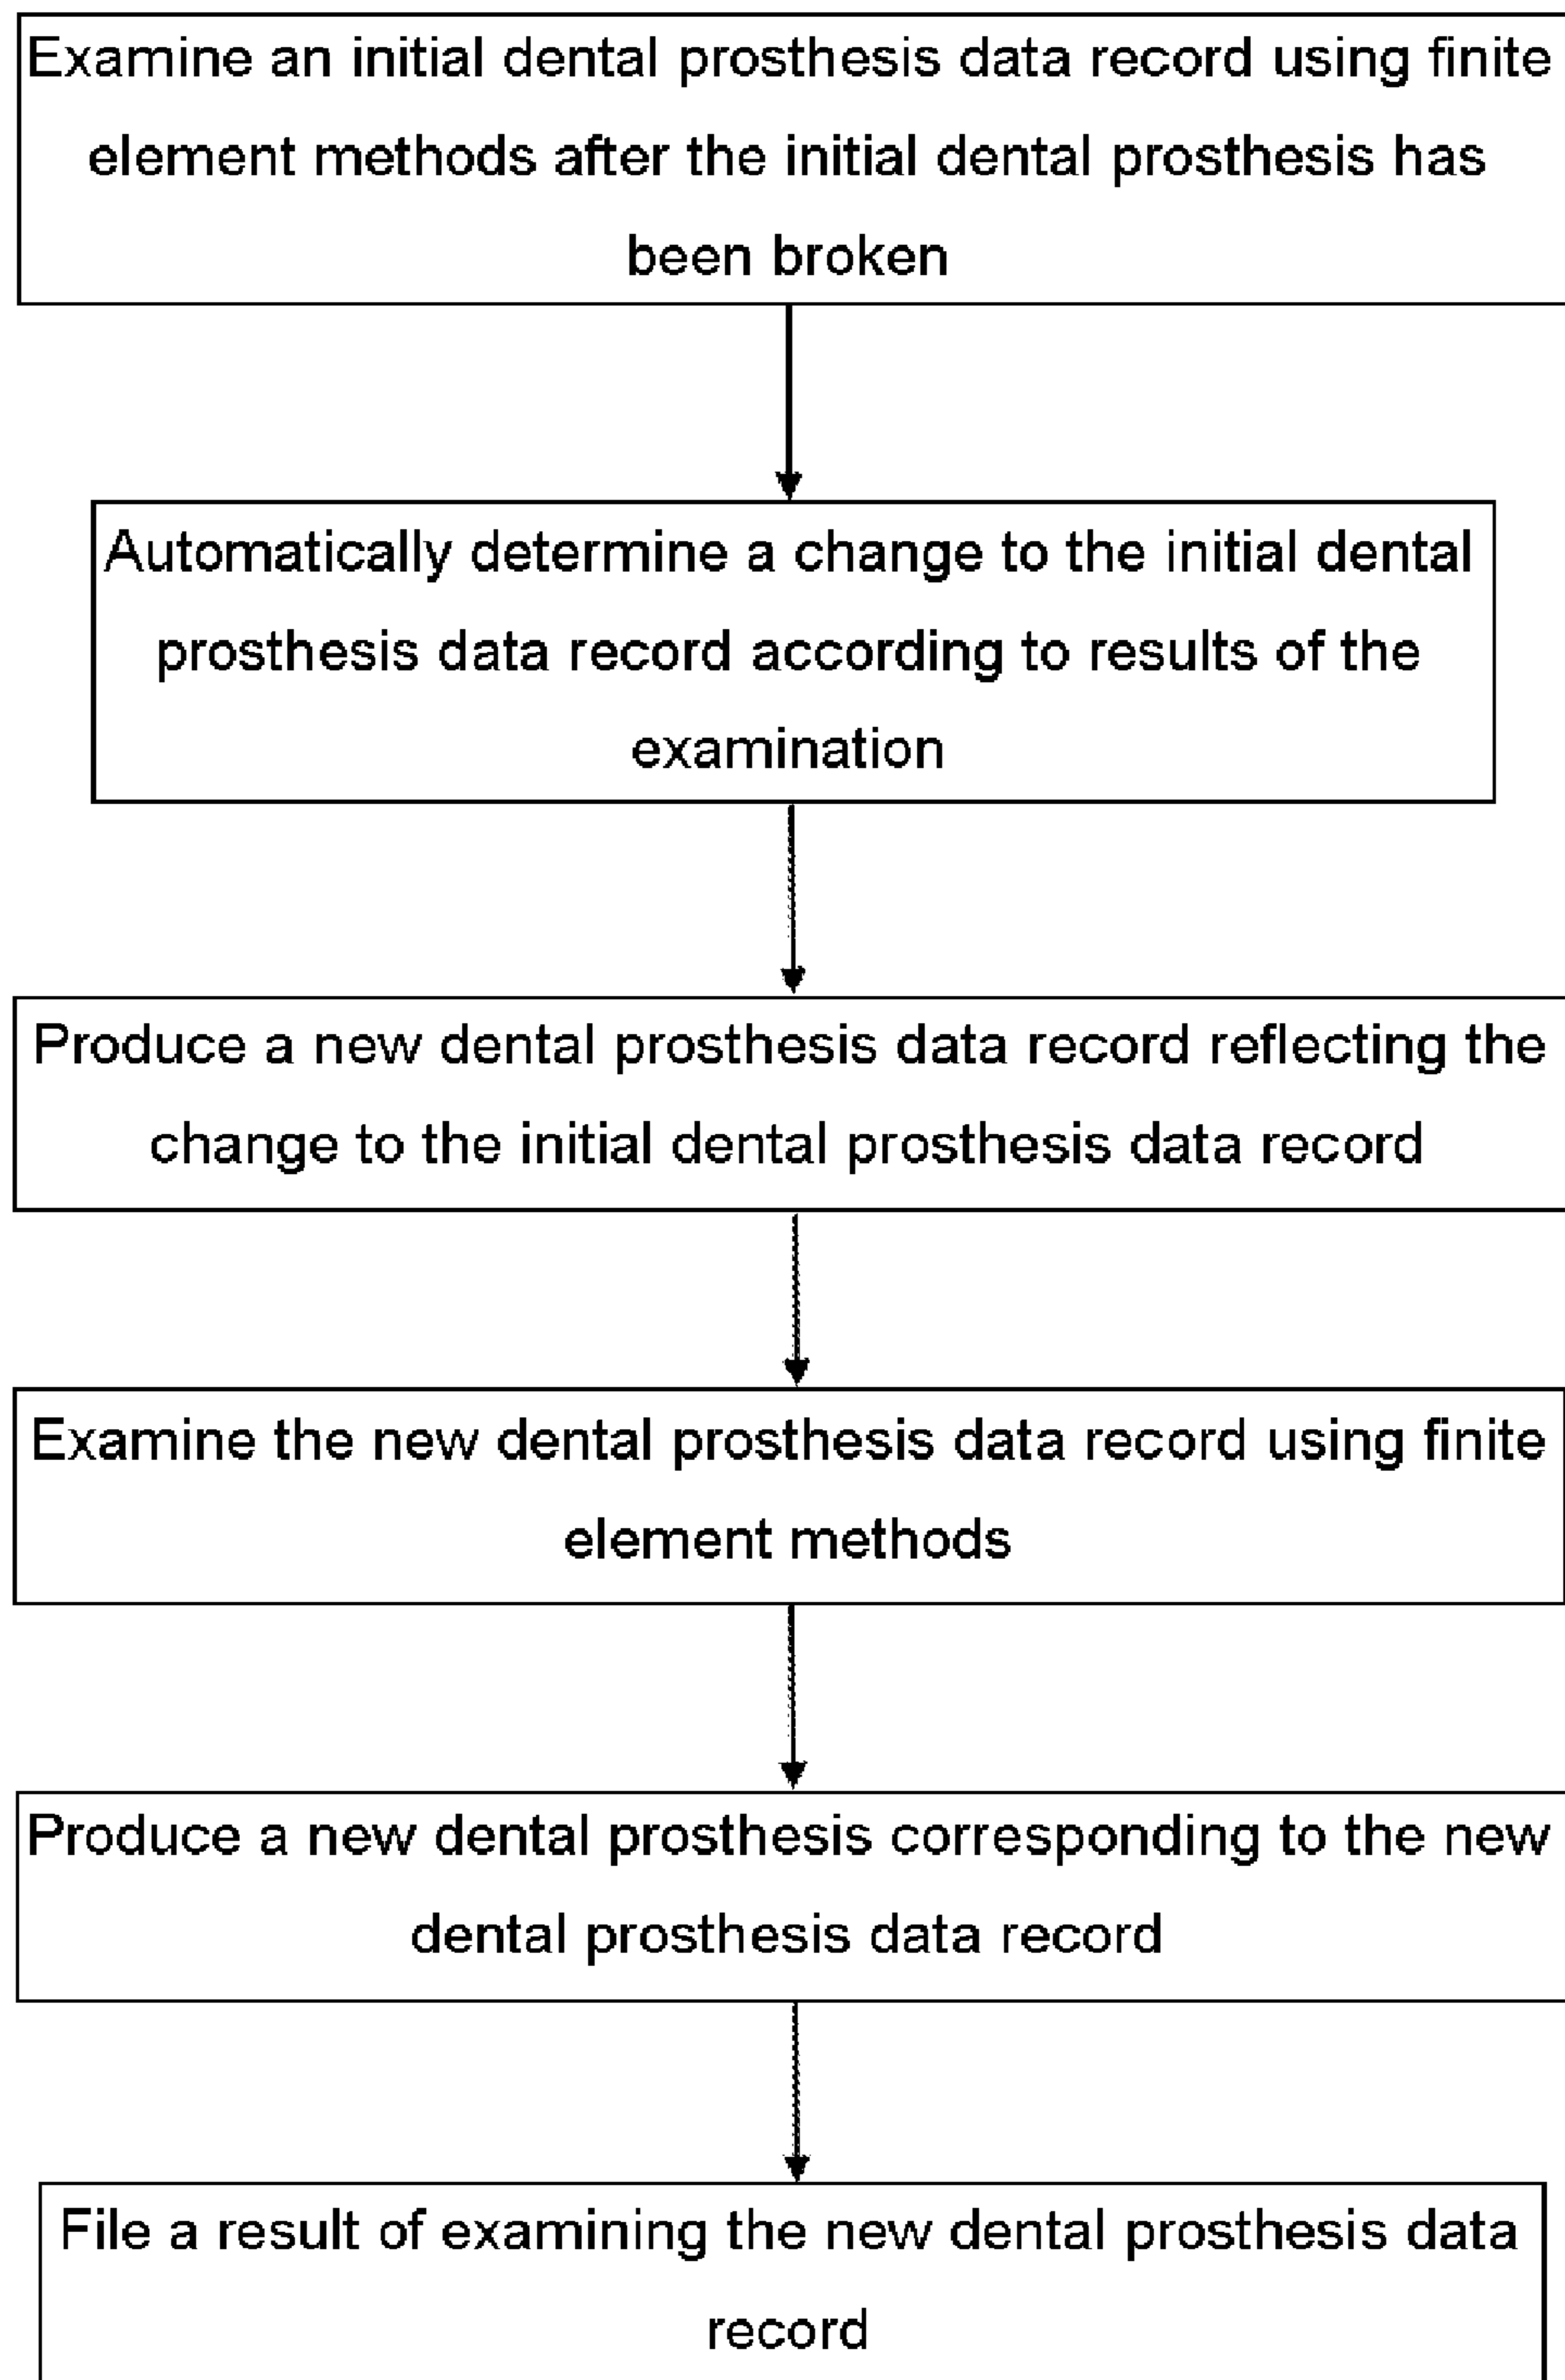 Examine an initial dental prosthesis data record using finite
element methods after the initial dental prosthesis has
been broken
Automatically determine a change to the initial dental
prosthesis data record according to results of the
examination
Produce a new dental prosthesis data record reflecting the
change to the initial dental prosthesis data record
Examine the new dental prosthesis data record using finite
element methods
Produce a new dental prosthesis corresponding to the new
dental prosthesis data record
File a result of examining the new dental prosthesis data
record